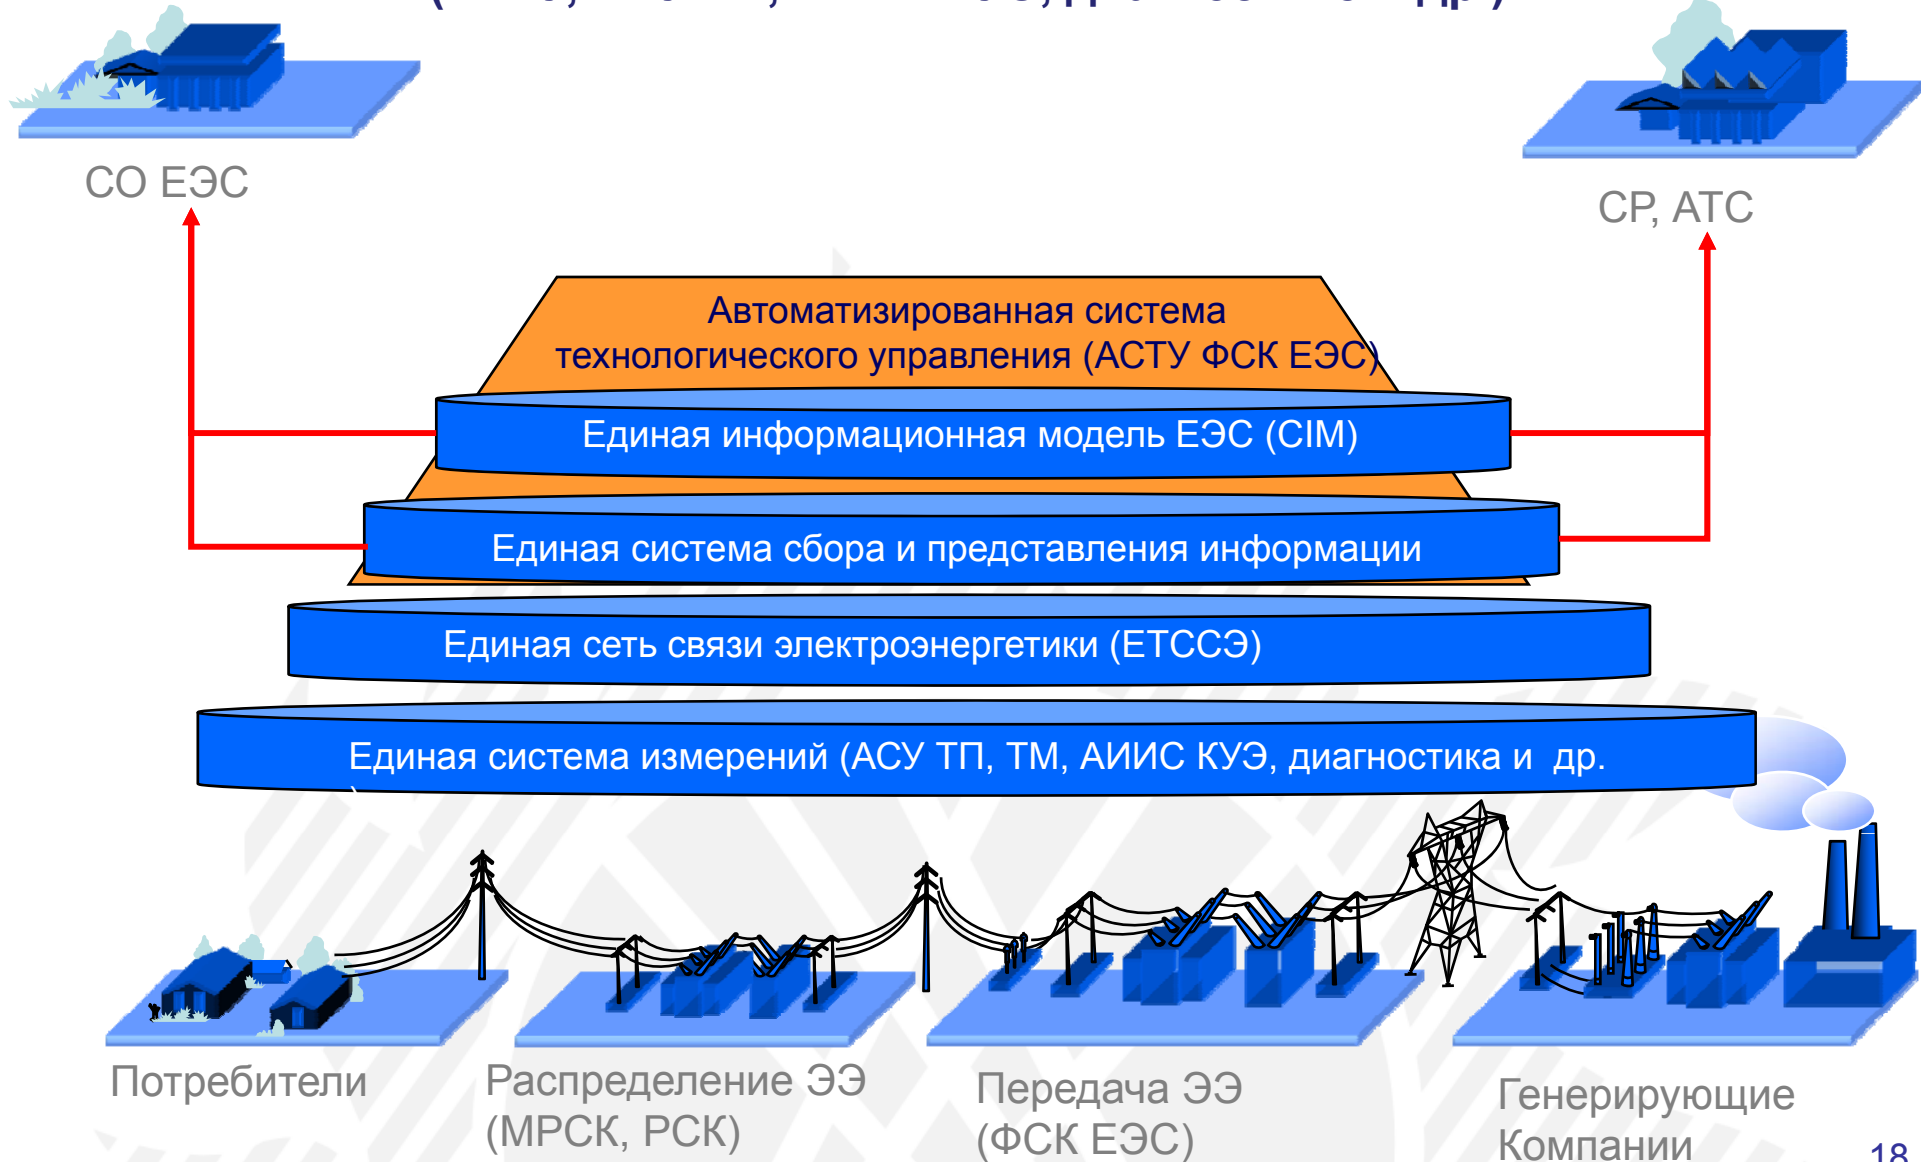 СО ЕЭС
СР, АТС
Автоматизированная система
технологического управления (АСТУ ФСК ЕЭС)
Единая информационная модель ЕЭС (CIM)
Единая система сбора и представления информации
Единая сеть связи электроэнергетики (ЕТССЭ)
Единая система измерений (АСУ ТП, ТМ, АИИС КУЭ, диагностика и др.
)
Потребители
Распределение ЭЭ
(МРСК, РСК)
Передача ЭЭ
(ФСК ЕЭС)
Генерирующие
Компании
18